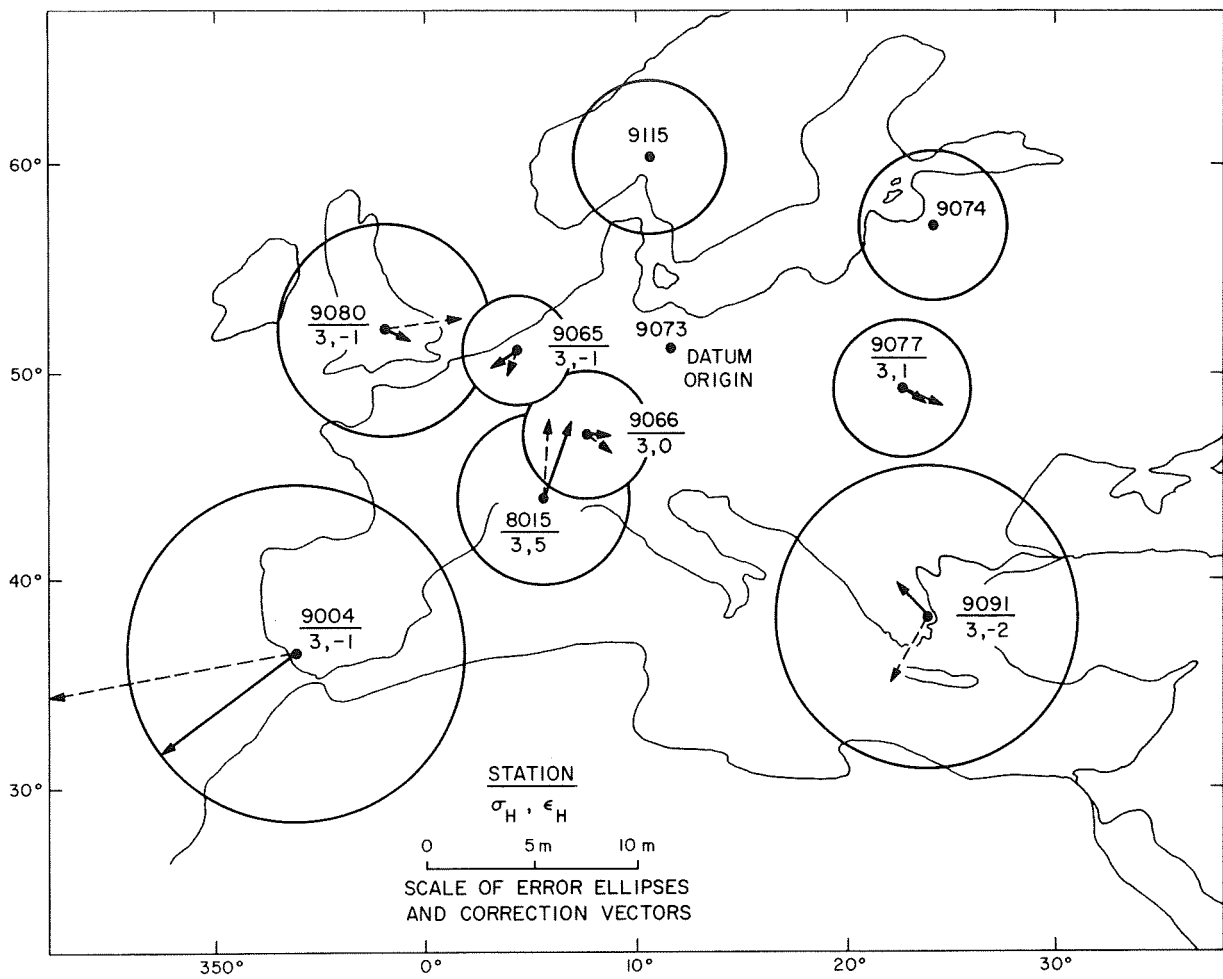 9115
60°
9074
9080
3,-1
9065
3,-1
9073
DATUM
ORIGIN
9077
3,1
50°
9066
3,0
8015
3,5
40°
9004
3,-1
9091
3,-2
30°
STATION
σH , ϵH
0 5m 10 m
SCALE OF ERROR ELLIPSES
AND CORRECTION VECTORS
350° 0° 10° 20° 30°